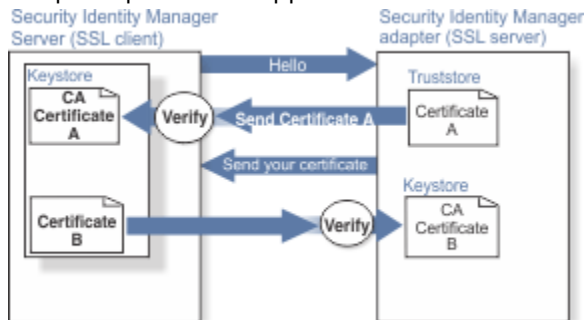 Security Identity Manager
Server (SSL client)
Security Identity Manager
adapter (SSL server)
Hello
Keystore
CA
Certificate
A
Verify
Send Certificate A
Truststore
Certificate
A
Send your certificate
Keystore
Certificate
B
Verify
CA
Certificate
B